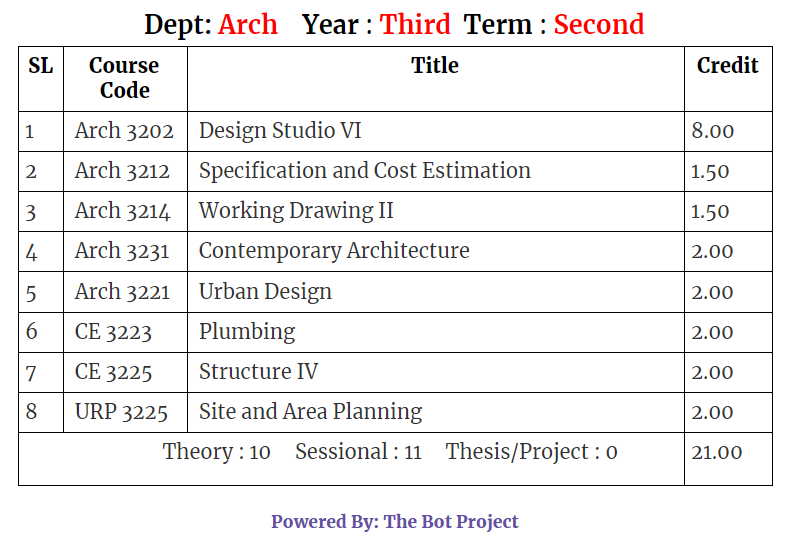 Dept: Arch Year : Third Term : Second
SL Course Code Title Credit
1 Arch 3202 Design Studio VI 8.00
2 Arch 3212 Specification and Cost Estimation 1.50
3 Arch 3214 Working Drawing II 1.50
4 Arch 3231 Contemporary Architecture 2.00
5 Arch 3221 Urban Design 2.00
6 CE 3223 Plumbing 2.00
7 CE 3225 Structure IV 2.00
8 URP 3225 Site and Area Planning 2.00
Theory : 10 Sessional : 11 Thesis/Project : 0 21.00
Powered By: The Bot Project